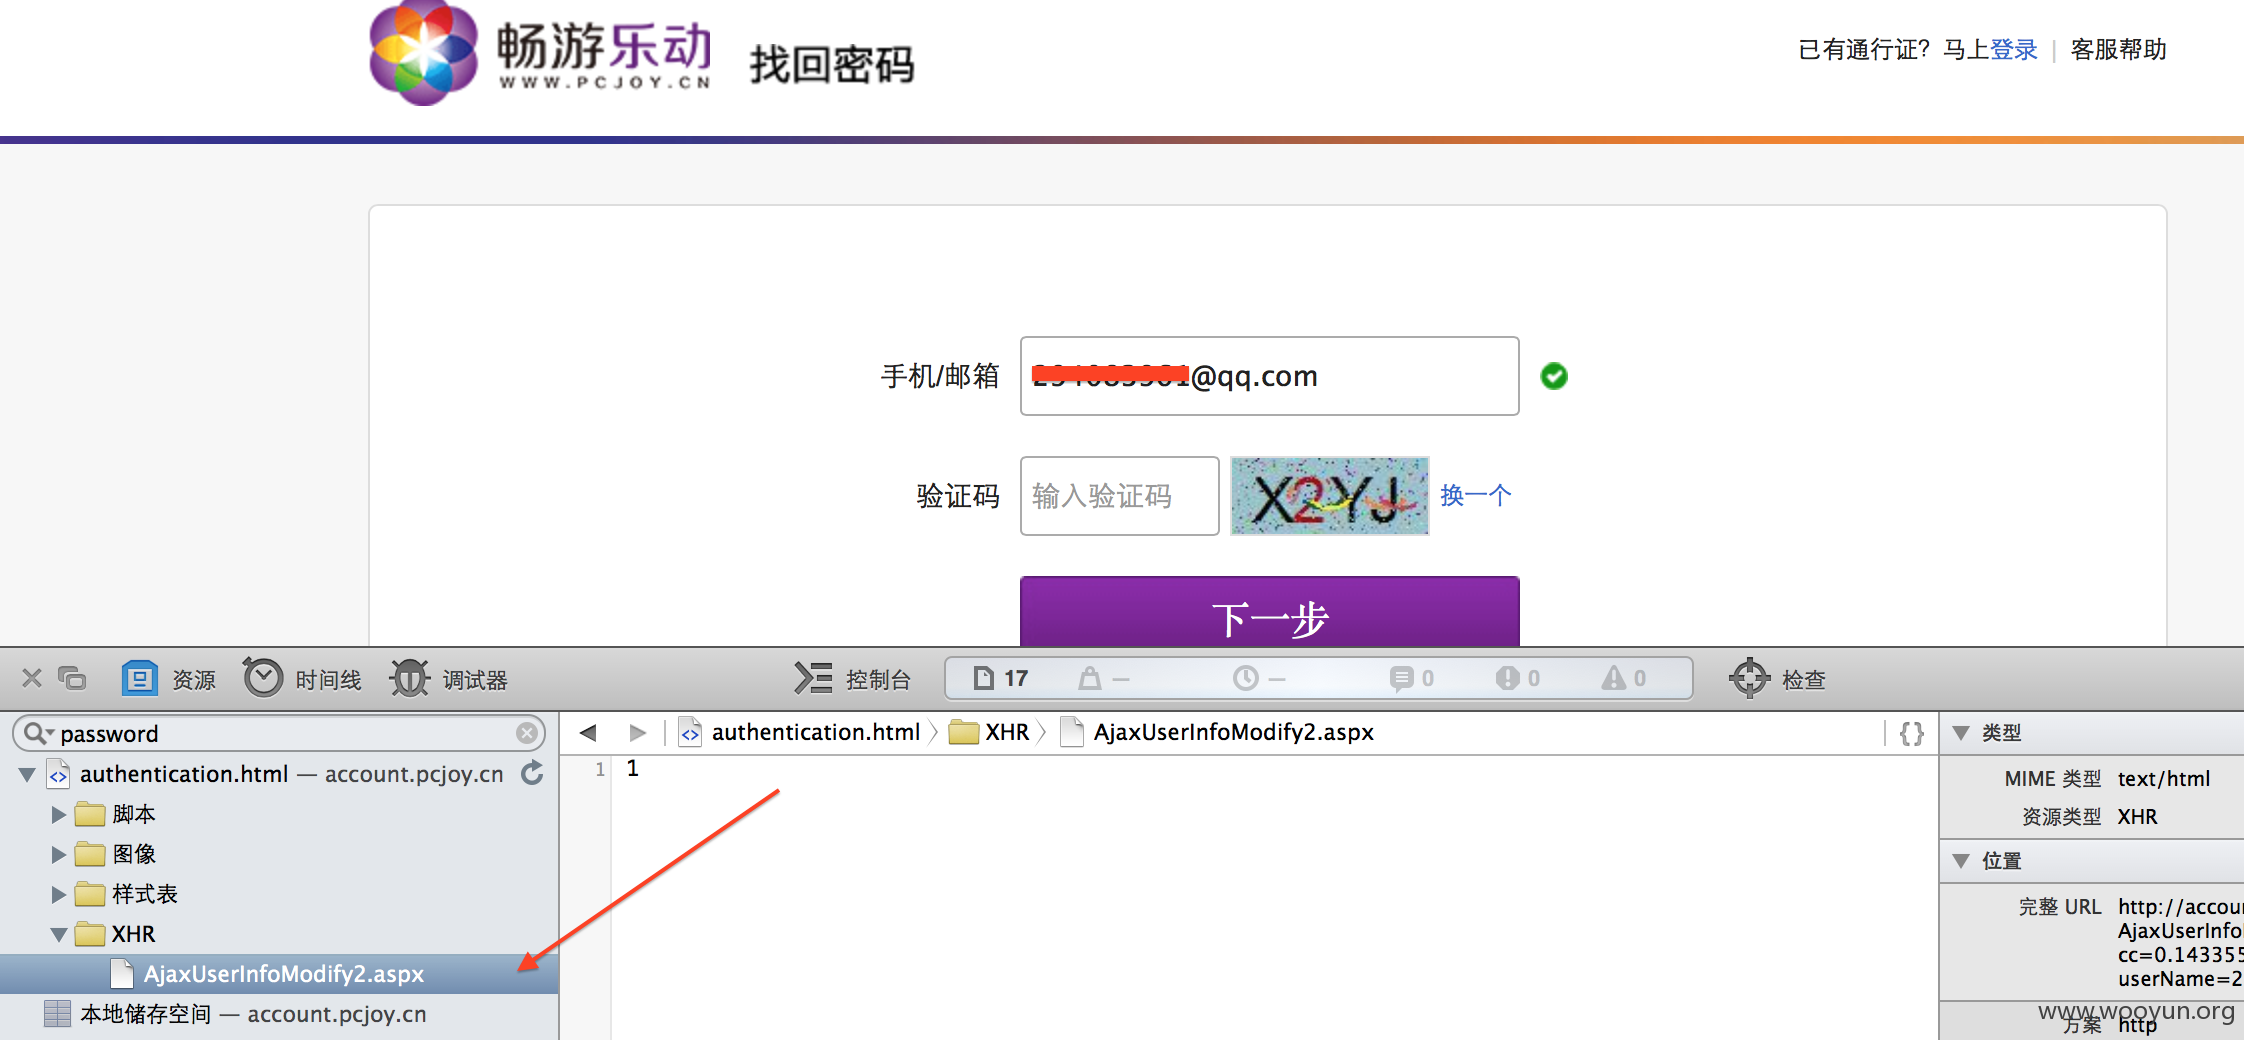 畅游乐动
WWW.PCJOY.CN
找回密码
已有通行证? 马上登录 | 客服帮助
手机/邮箱
@qq.com
验证码
输入验证码
X2YJ
换一个
下一步
资源
时间线
调试器
控制台
17
—
—
0
0
0
检查
password
authentication.html — account.pcjoy.cn
脚本
图像
样式表
XHR
AjaxUserInfoModify2.aspx
本地储存空间 — account.pcjoy.cn
authentication.html
XHR
AjaxUserInfoModify2.aspx
{}
1
1
类型
MIME 类型 text/html
资源类型 XHR
位置
完整 URL http://accou
AjaxUserInfo
cc=0.143355
userName=2
方案 http
www.wooyun.org